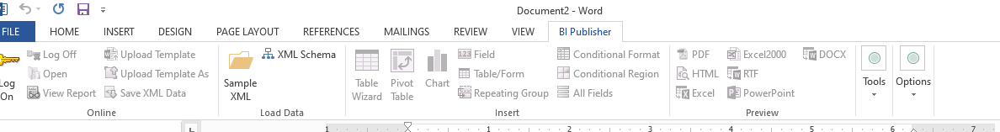 Document2 - Word
FILE HOME INSERT DESIGN PAGE LAYOUT REFERENCES MAILINGS REVIEW VIEW BI Publisher
Log On
Log Off
Open
View Report
Upload Template
Upload Template As
Save XML Data
Online
Sample XML
XML Schema
Load Data
Table Wizard
Pivot Table
Chart
123 Field
Table/Form
Repeating Group
Conditional Format
Conditional Region
All Fields
Insert
PDF
HTML
Excel
Excel2000
RTF
PowerPoint
DOCX
Preview
Tools
Options
1 1 2 3 4 5 6 7